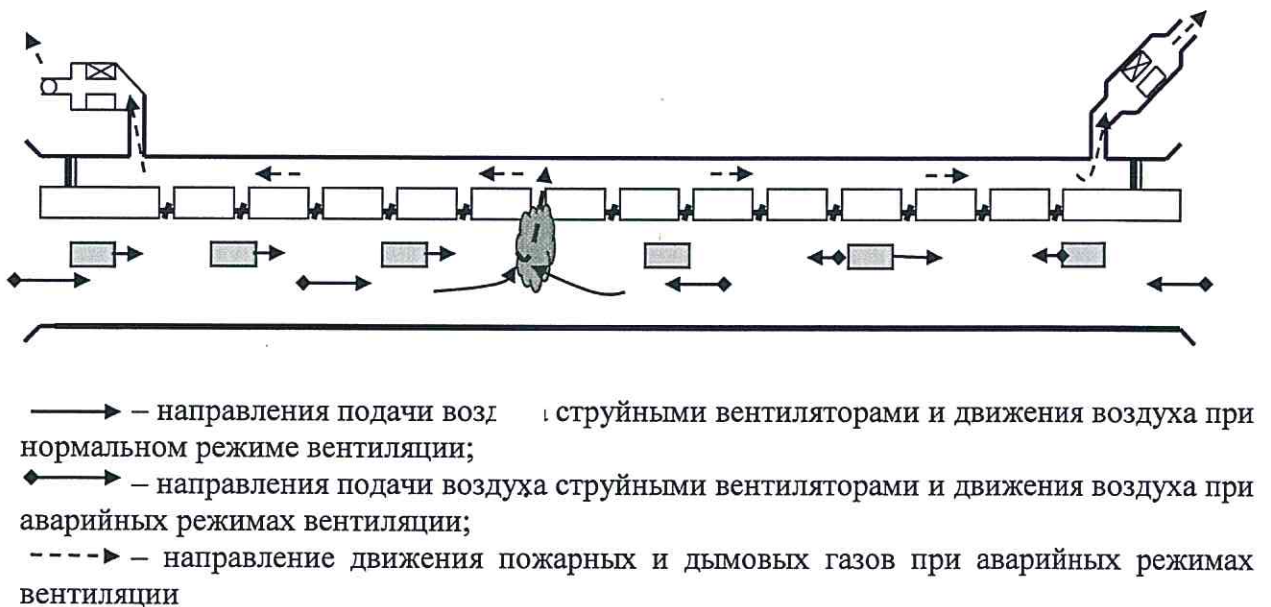 – направления подачи возд струйными вентиляторами и движения воздуха при
нормальном режиме вентиляции;
– направления подачи воздуха струйными вентиляторами и движения воздуха при
аварийных режимах вентиляции;
– направление движения пожарных и дымовых газов при аварийных режимах
вентиляции